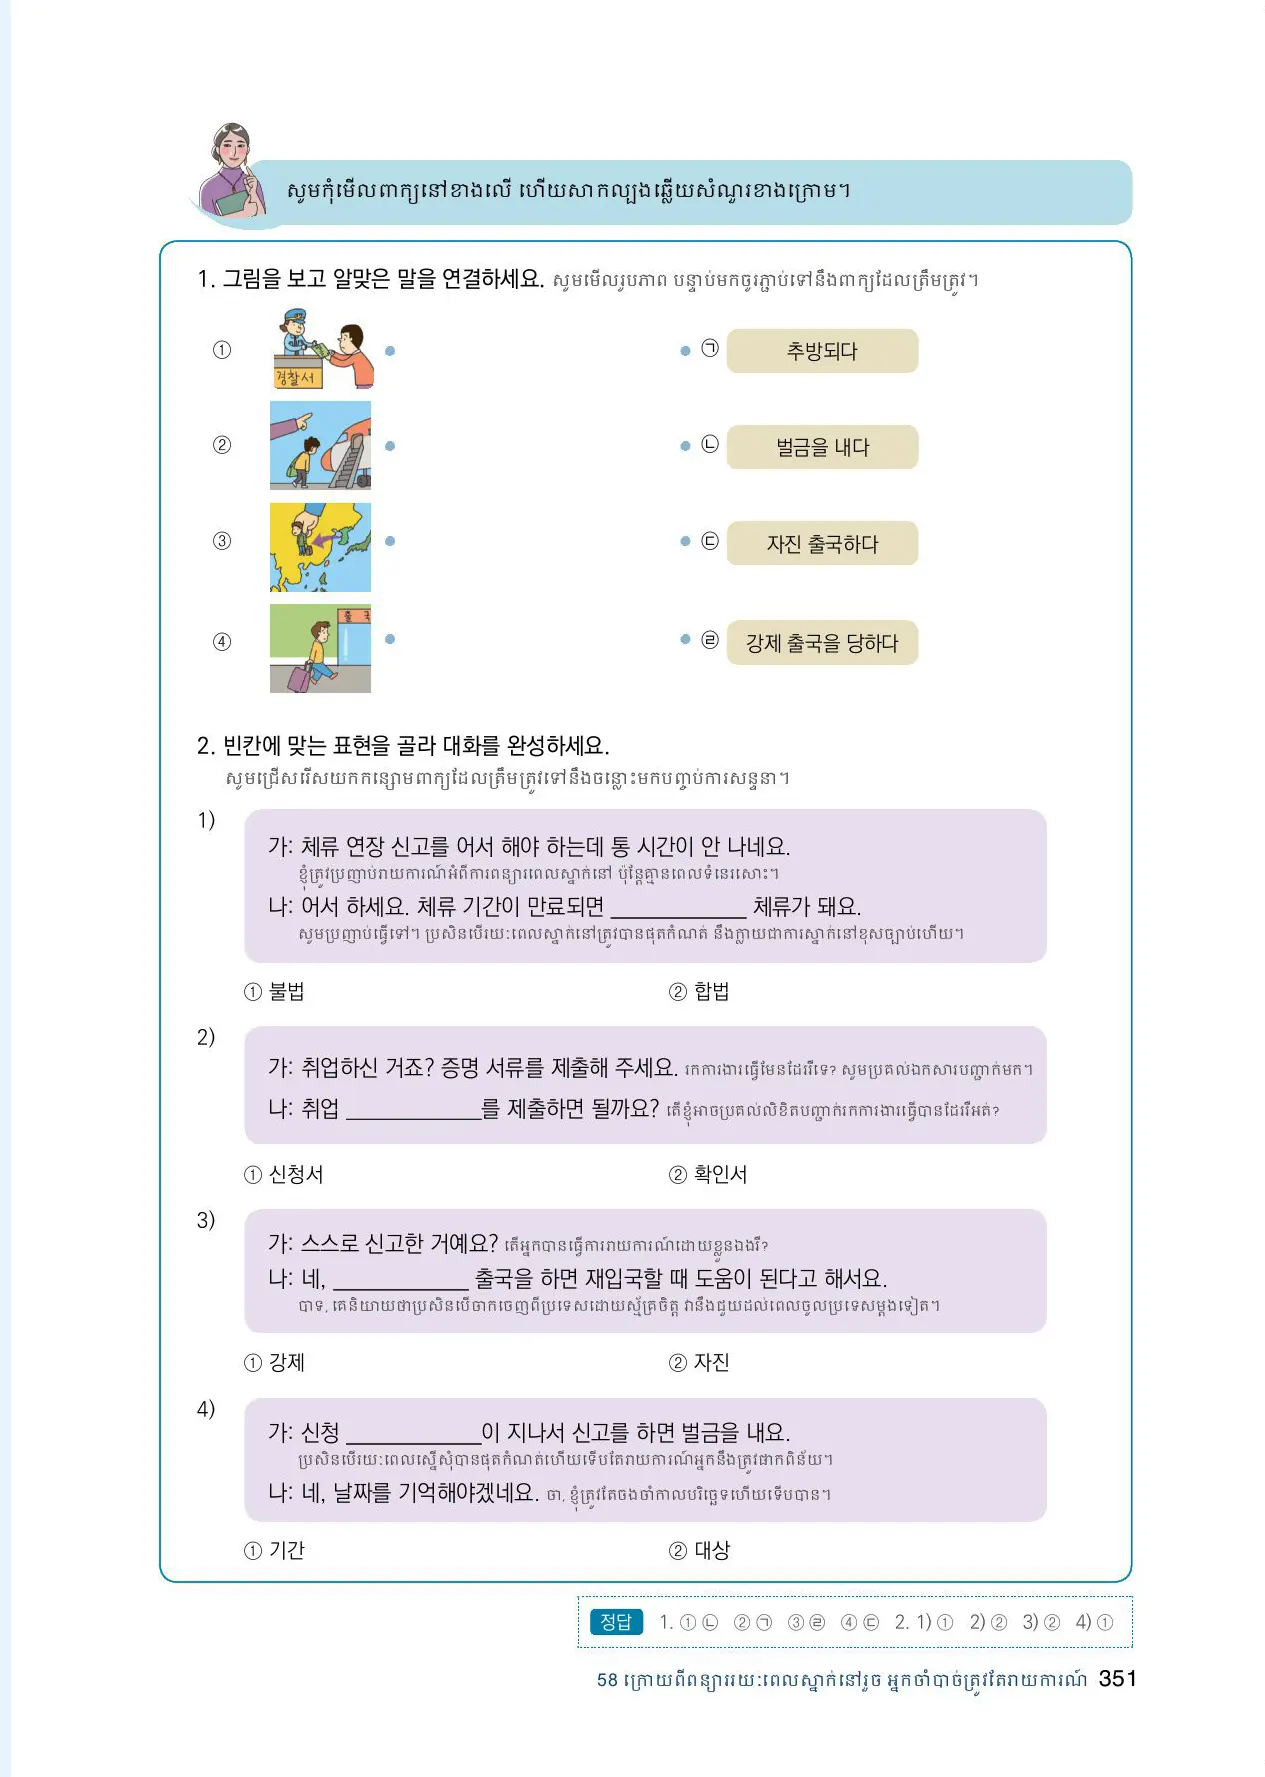 សូមកុំមើលពាក្យនៅខាងលើ ហើយសាកល្បងឆ្លើយសំណួរខាងក្រោម។
1. 그림을 보고 알맞은 말을 연결하세요. សូមមើលរូបភាព បន្ទាប់មកចូរភ្ជាប់ទៅនឹងពាក្យដែលត្រឹមត្រូវ។
① 경찰서 ㉠ 추방되다
② ㉡ 벌금을 내다
③ ㉢ 자진 출국하다
④ 출국 ㉣ 강제 출국을 당하다
2. 빈칸에 맞는 표현을 골라 대화를 완성하세요.
សូមជ្រើសរើសយកកន្សោមពាក្យដែលត្រឹមត្រូវទៅនឹងចន្លោះមកបញ្ចប់ការសន្ទនា។
1)
가: 체류 연장 신고를 어서 해야 하는데 통 시간이 안 나네요.
ខ្ញុំត្រូវប្រញាប់រាយការណ៍អំពីការពន្យារពេលស្នាក់នៅ ប៉ុន្តែគ្មានពេលទំនេរសោះ។
나: 어서 하세요. 체류 기간이 만료되면 ____________ 체류가 돼요.
សូមប្រញាប់ធ្វើទៅ។ ប្រសិនបើរយៈពេលស្នាក់នៅត្រូវបានផុតកំណត់ នឹងក្លាយជាការស្នាក់នៅខុសច្បាប់ហើយ។
① 불법 ② 합법
2)
가: 취업하신 거죠? 증명 서류를 제출해 주세요. រកការងារធ្វើមែនដែររឺទេ? សូមប្រគល់ឯកសារបញ្ជាក់មក។
나: 취업 ____________를 제출하면 될까요? តើខ្ញុំអាចប្រគល់លិខិតបញ្ជាក់រកការងារធ្វើបានដែររឺអត់?
① 신청서 ② 확인서
3)
가: 스스로 신고한 거예요? តើអ្នកបានធ្វើការរាយការណ៍ដោយខ្លួនឯងរឺ?
나: 네, ____________ 출국을 하면 재입국할 때 도움이 된다고 해서요.
បាទ, គេនិយាយថាប្រសិនបើចាកចេញពីប្រទេសដោយស្ម័គ្រចិត្ត វានឹងជួយដល់ពេលចូលប្រទេសម្ដងទៀត។
① 강제 ② 자진
4)
가: 신청 ____________이 지나서 신고를 하면 벌금을 내요.
ប្រសិនបើរយៈពេលស្នើសុំបានផុតកំណត់ហើយទើបតែរាយការណ៍អ្នកនឹងត្រូវផាកពិន័យ។
나: 네, 날짜를 기억해야겠네요. ចា, ខ្ញុំត្រូវតែចងចាំកាលបរិច្ឆេទហើយទើបបាន។
① 기간 ② 대상
정답 1. ①㉡ ②㉠ ③㉣ ④㉢ 2. 1)① 2)② 3)② 4)①
58 ក្រោយពីពន្យាររយៈពេលស្នាក់នៅរួច អ្នកចាំបាច់ត្រូវតែរាយការណ៍ 351